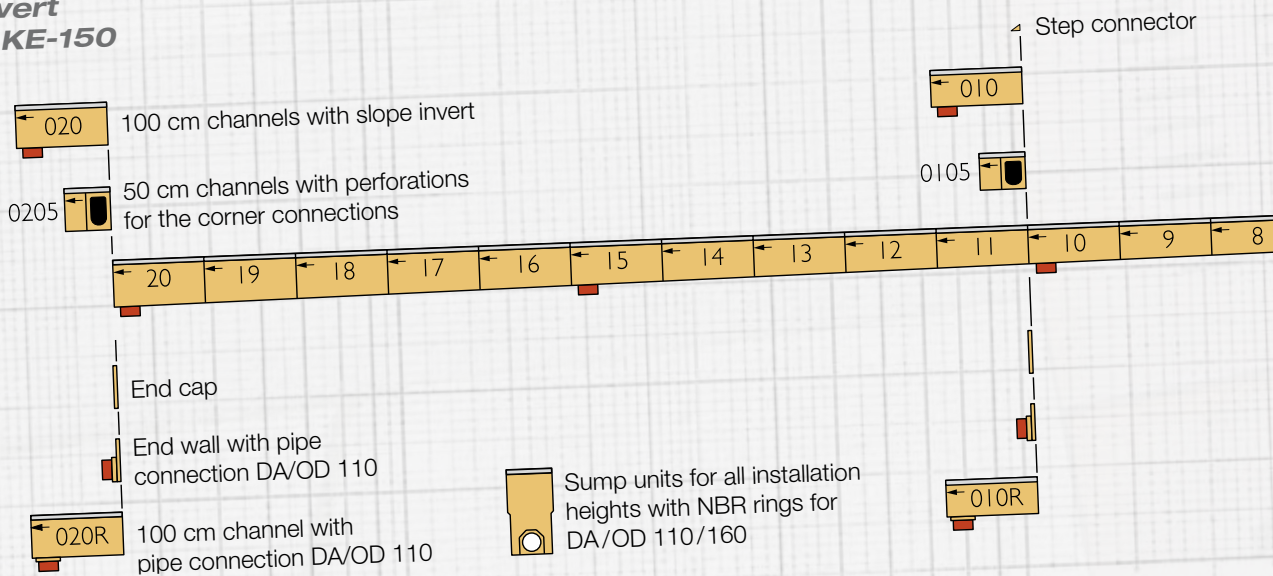 KE-150
Step connector
010
020
100 cm channels with slope invert
0105
50 cm channels with perforations
for the corner connections
0205
20 19 18 17 16 15 14 13 12 11 10 9 8
End cap
End wall with pipe
connection DA/OD 110
Sump units for all installation
heights with NBR rings for
DA/OD 110/160
010R
020R
100 cm channel with
pipe connection DA/OD 110